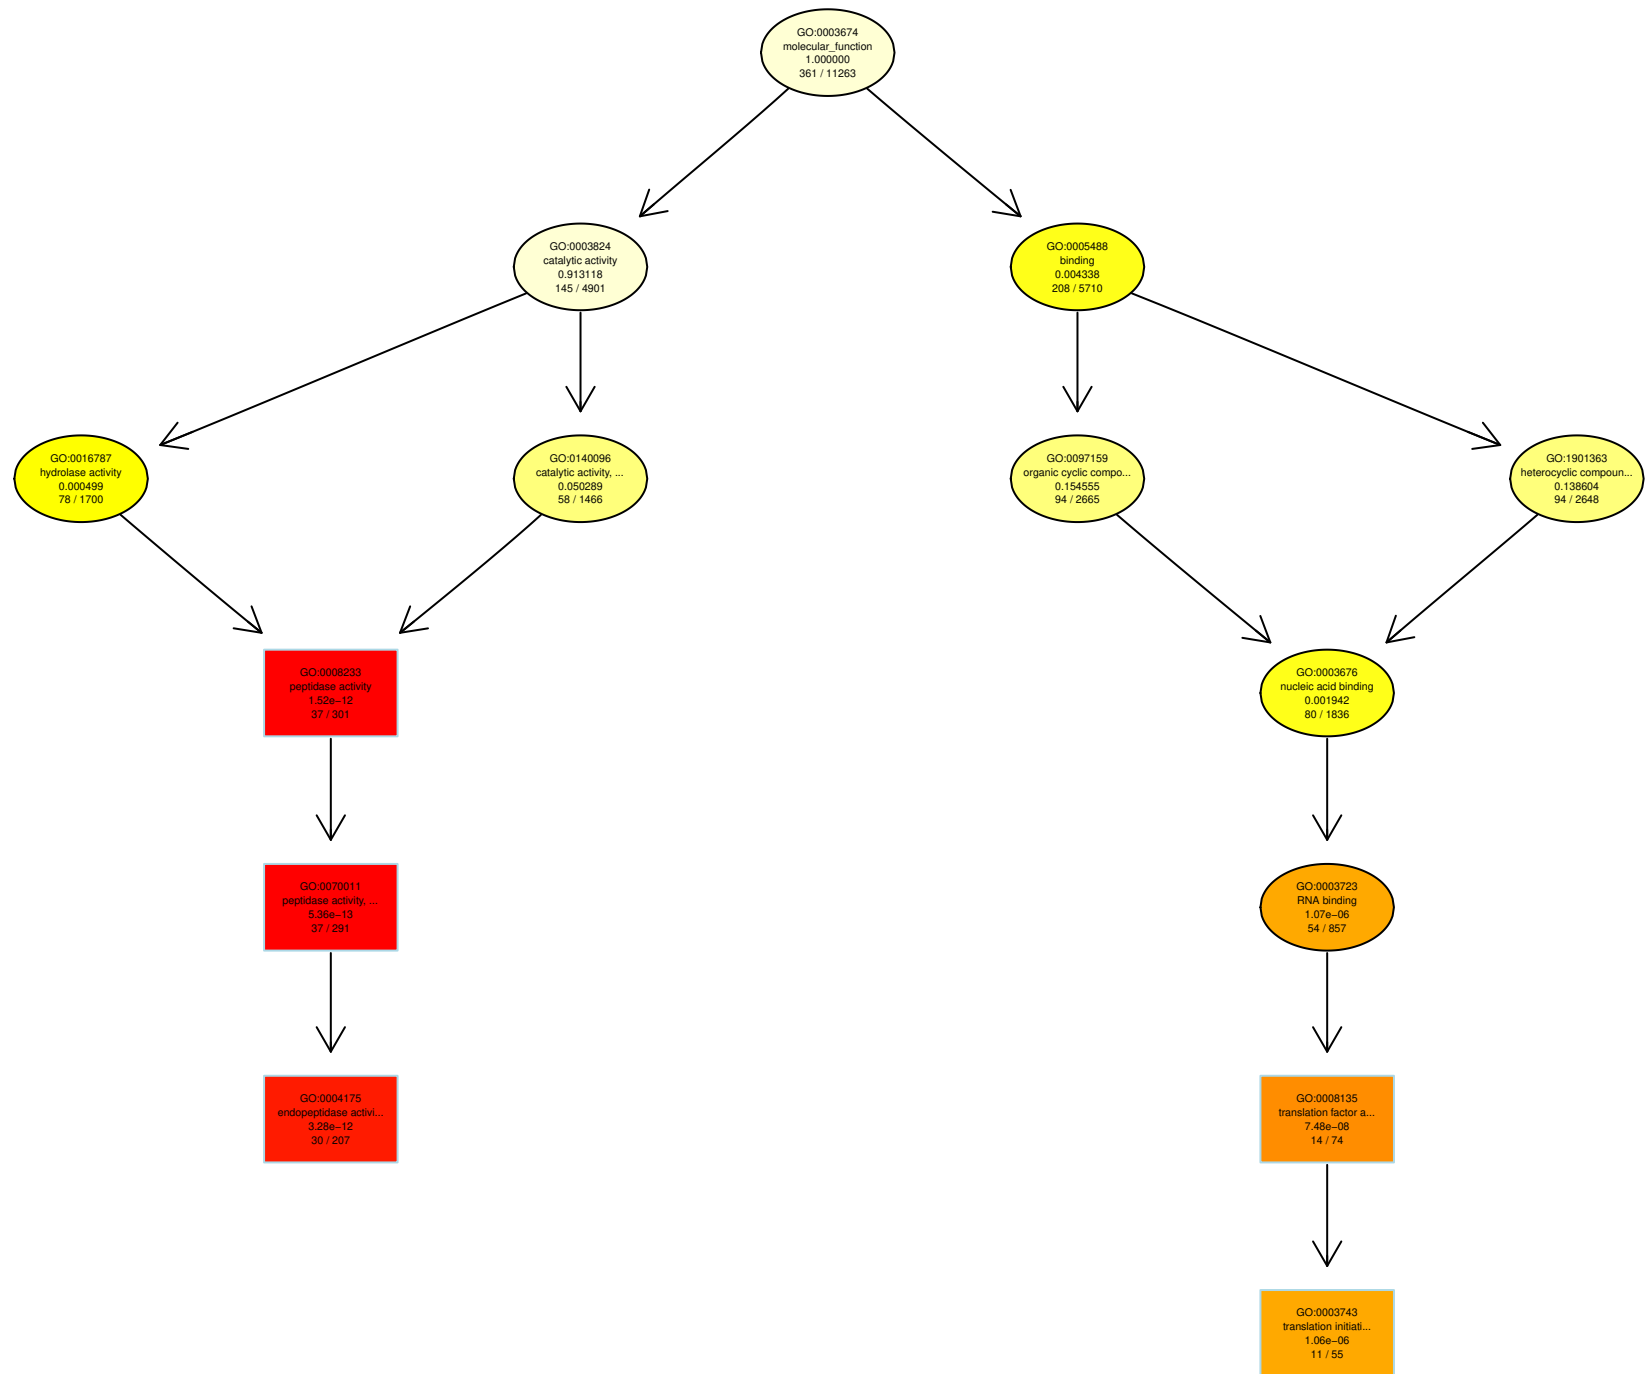 GO:0003674
molecular_function
1.000000
361 / 11263
GO:0003824
catalytic activity
0.913118
145 / 4901
GO:0005488
binding
0.004338
208 / 5710
GO:0016787
hydrolase activity
0.000499
78 / 1700
GO:0140096
catalytic activity, ...
0.050289
58 / 1466
GO:0097159
organic cyclic compo...
0.154555
94 / 2665
GO:1901363
heterocyclic compoun...
0.138604
94 / 2648
GO:0008233
peptidase activity
1.52e−12
37 / 301
GO:0003676
nucleic acid binding
0.001942
80 / 1836
GO:0070011
peptidase activity, ...
5.36e−13
37 / 291
GO:0003723
RNA binding
1.07e−06
54 / 857
GO:0004175
endopeptidase activi...
3.28e−12
30 / 207
GO:0008135
translation factor a...
7.48e−08
14 / 74
GO:0003743
translation initiati...
1.06e−06
11 / 55